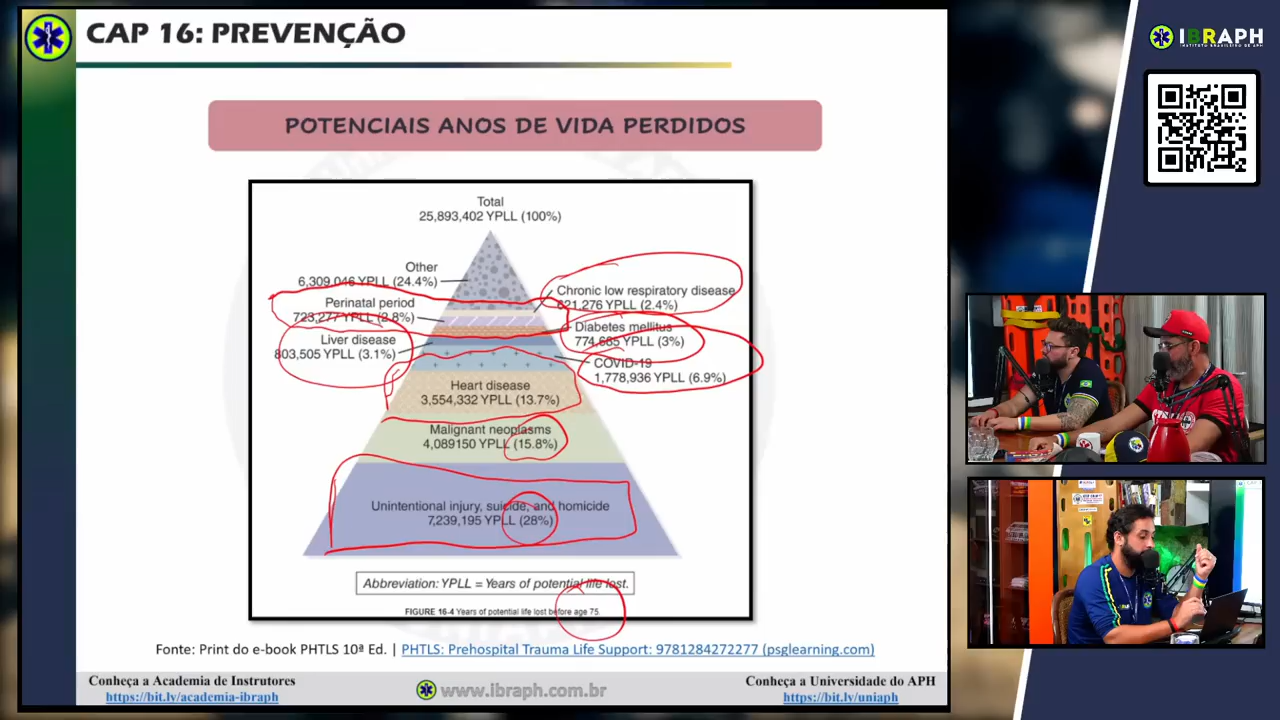 CAP 16: PREVENÇÃO
IBRAPH
INSTITUTO BRASILEIRO DE APH
POTENCIAIS ANOS DE VIDA PERDIDOS
Total
25,893,402 YPLL (100%)
Other
6,309,046 YPLL (24.4%)
Chronic low respiratory disease
621,276 YPLL (2.4%)
Perinatal period
723,277 YPLL (2.8%)
Diabetes mellitus
774,685 YPLL (3%)
Liver disease
803,505 YPLL (3.1%)
COVID-19
1,778,936 YPLL (6.9%)
Heart disease
3,554,332 YPLL (13.7%)
Malignant neoplasms
4,089150 YPLL (15.8%)
Unintentional injury, suicide, and homicide
7,239,195 YPLL (28%)
Abbreviation: YPLL = Years of potential life lost.
FIGURE 16-4 Years of potential life lost before age 75.
Fonte: Print do e-book PHTLS 10ª Ed. | PHTLS: Prehospital Trauma Life Support: 9781284272277 (psglearning.com)
Conheça a Academia de Instrutores
https://bit.ly/academia-ibraph
www.ibraph.com.br
Conheça a Universidade do APH
https://bit.ly/uniaph